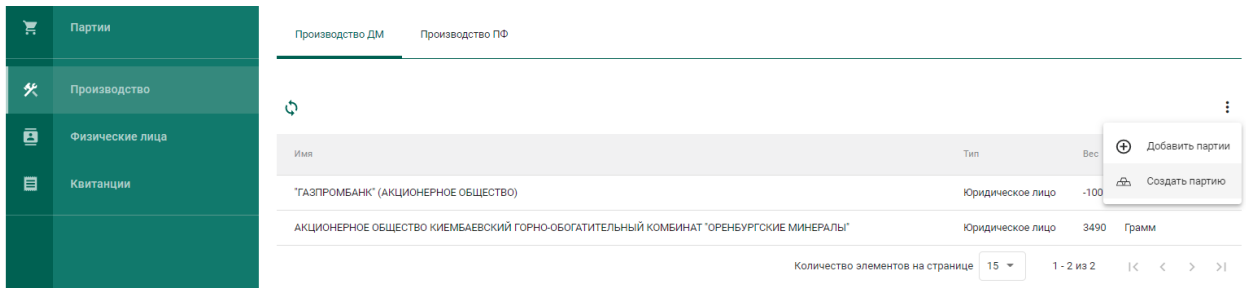 Партии
Производство
Физические лица
Квитанции
Производство ДМ Производство ПФ
Добавить партии
Создать партию
Имя Тип Вес
"ГАЗПРОМБАНК" (АКЦИОНЕРНОЕ ОБЩЕСТВО) Юридическое лицо -100
АКЦИОНЕРНОЕ ОБЩЕСТВО КИЕМБАЕВСКИЙ ГОРНО-ОБОГАТИТЕЛЬНЫЙ КОМБИНАТ "ОРЕНБУРГСКИЕ МИНЕРАЛЫ" Юридическое лицо 3490 Грамм
Количество элементов на странице 15 1 - 2 из 2